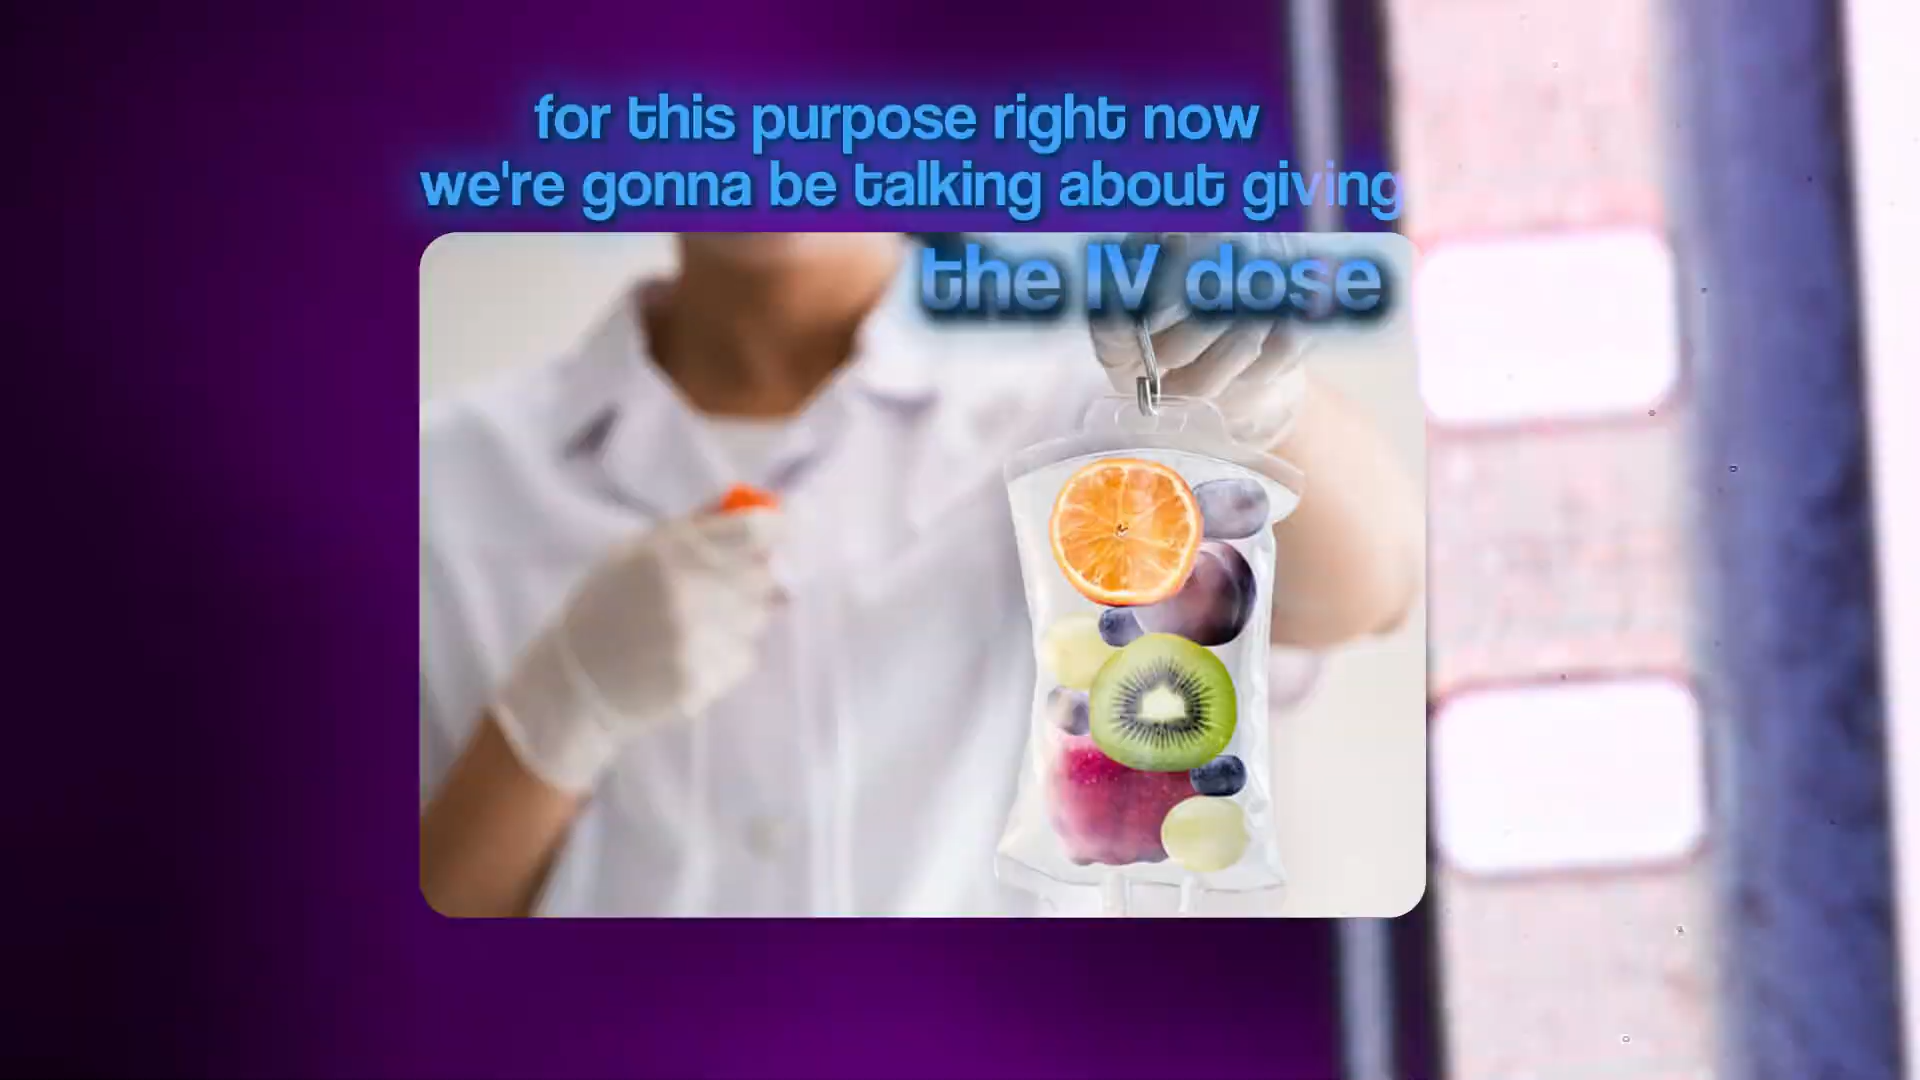 for this purpose right now
we're gonna be talking about giving
the IV dose